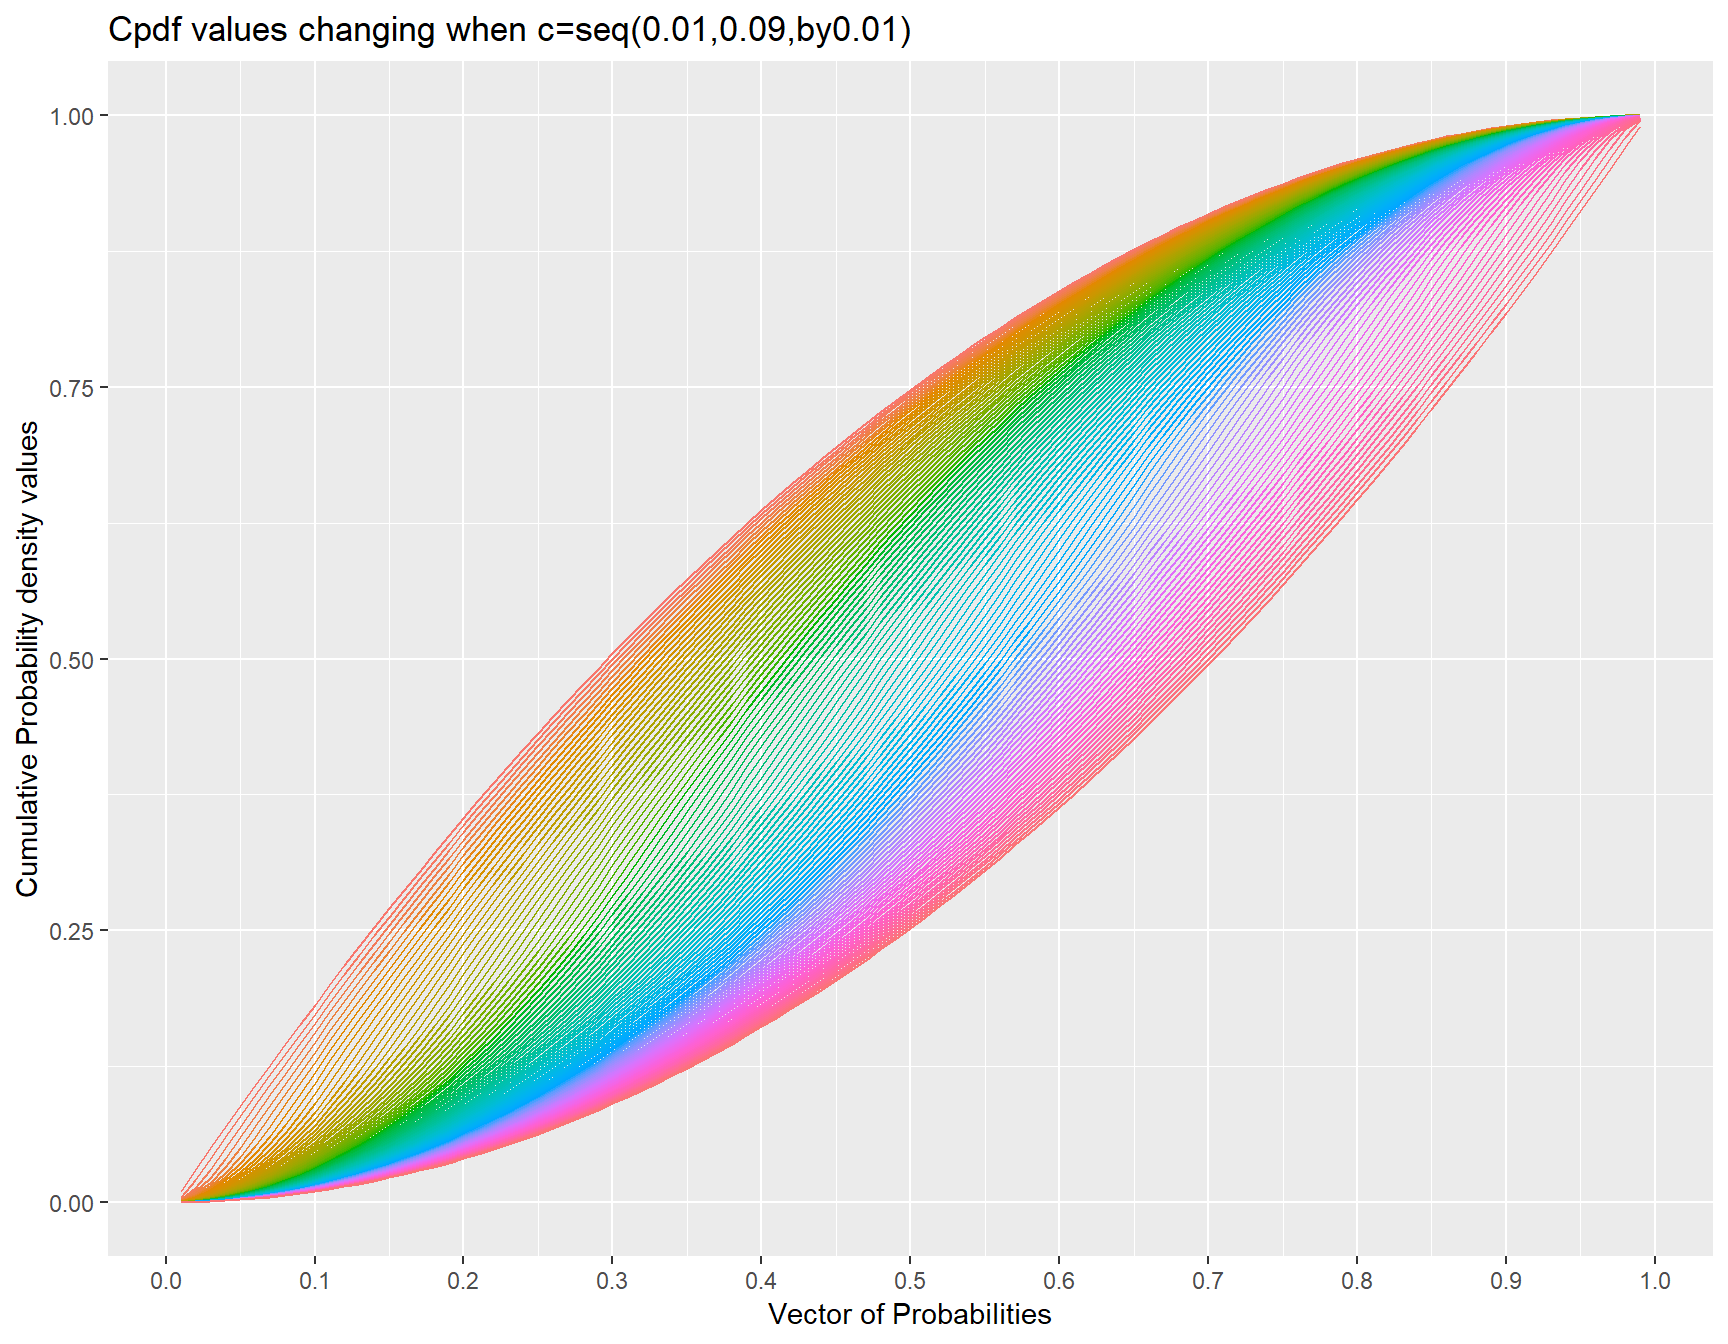 Cpdf values changing when c=seq(0.01,0.09,by0.01)
Cumulative Probability density values
1.00
0.75
0.50
0.25
0.00
0.0 0.1 0.2 0.3 0.4 0.5 0.6 0.7 0.8 0.9 1.0
Vector of Probabilities